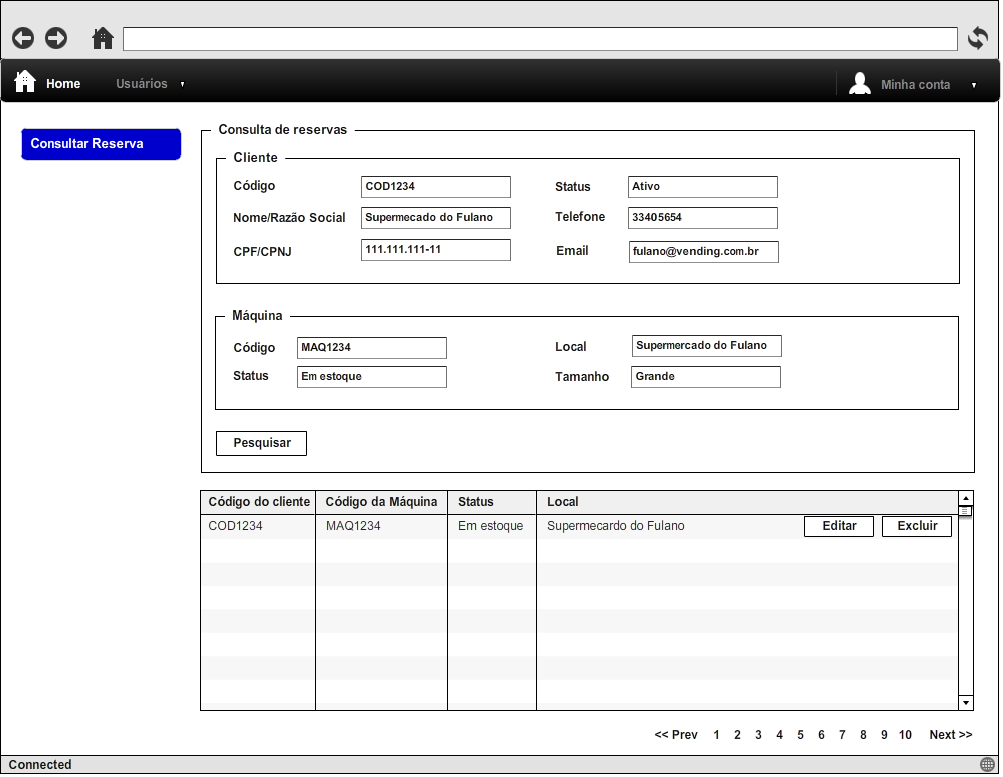 Home Usuários Minha conta
Consultar Reserva
Consulta de reservas
Cliente
Código COD1234 Status Ativo
Nome/Razão Social Supermecado do Fulano Telefone 33405654
CPF/CPNJ 111.111.111-11 Email fulano@vending.com.br
Máquina
Código MAQ1234 Local Supermercado do Fulano
Status Em estoque Tamanho Grande
Pesquisar
Código do cliente Código da Máquina Status Local
COD1234 MAQ1234 Em estoque Supermecardo do Fulano Editar Excluir
<< Prev 1 2 3 4 5 6 7 8 9 10 Next >>
Connected